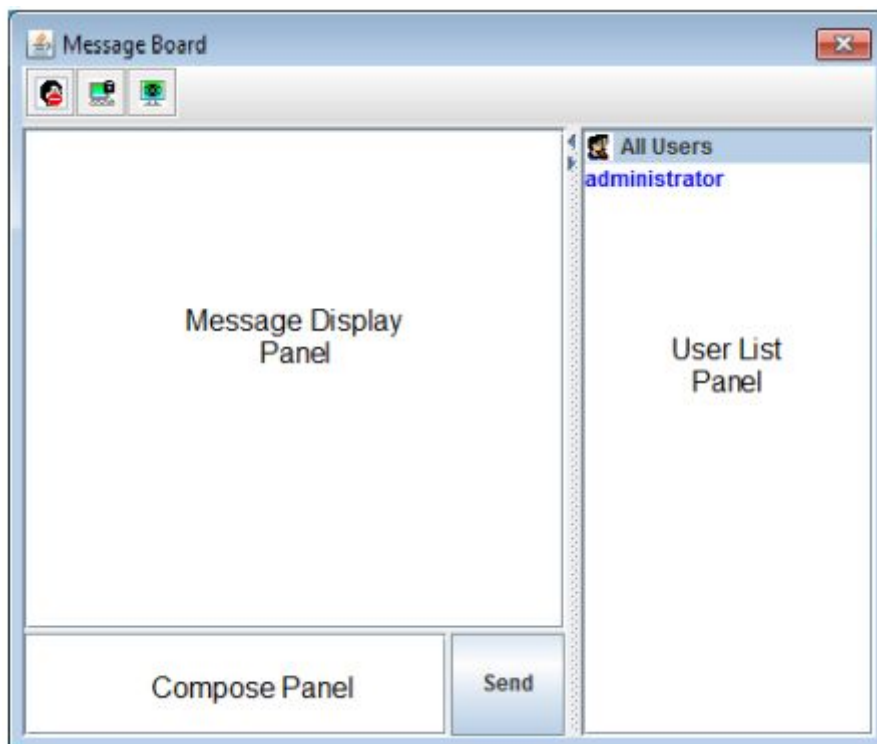 Message Board
All Users
administrator
Message Display
Panel
User List
Panel
Compose Panel
Send